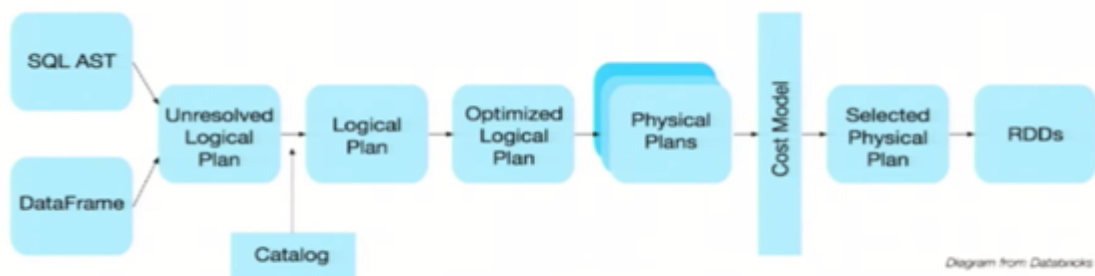 SQL AST
DataFrame
Unresolved
Logical
Plan
Catalog
Logical
Plan
Optimized
Logical
Plan
Physical
Plans
Cost Model
Selected
Physical
Plan
RDDs
Diagram from Databricks